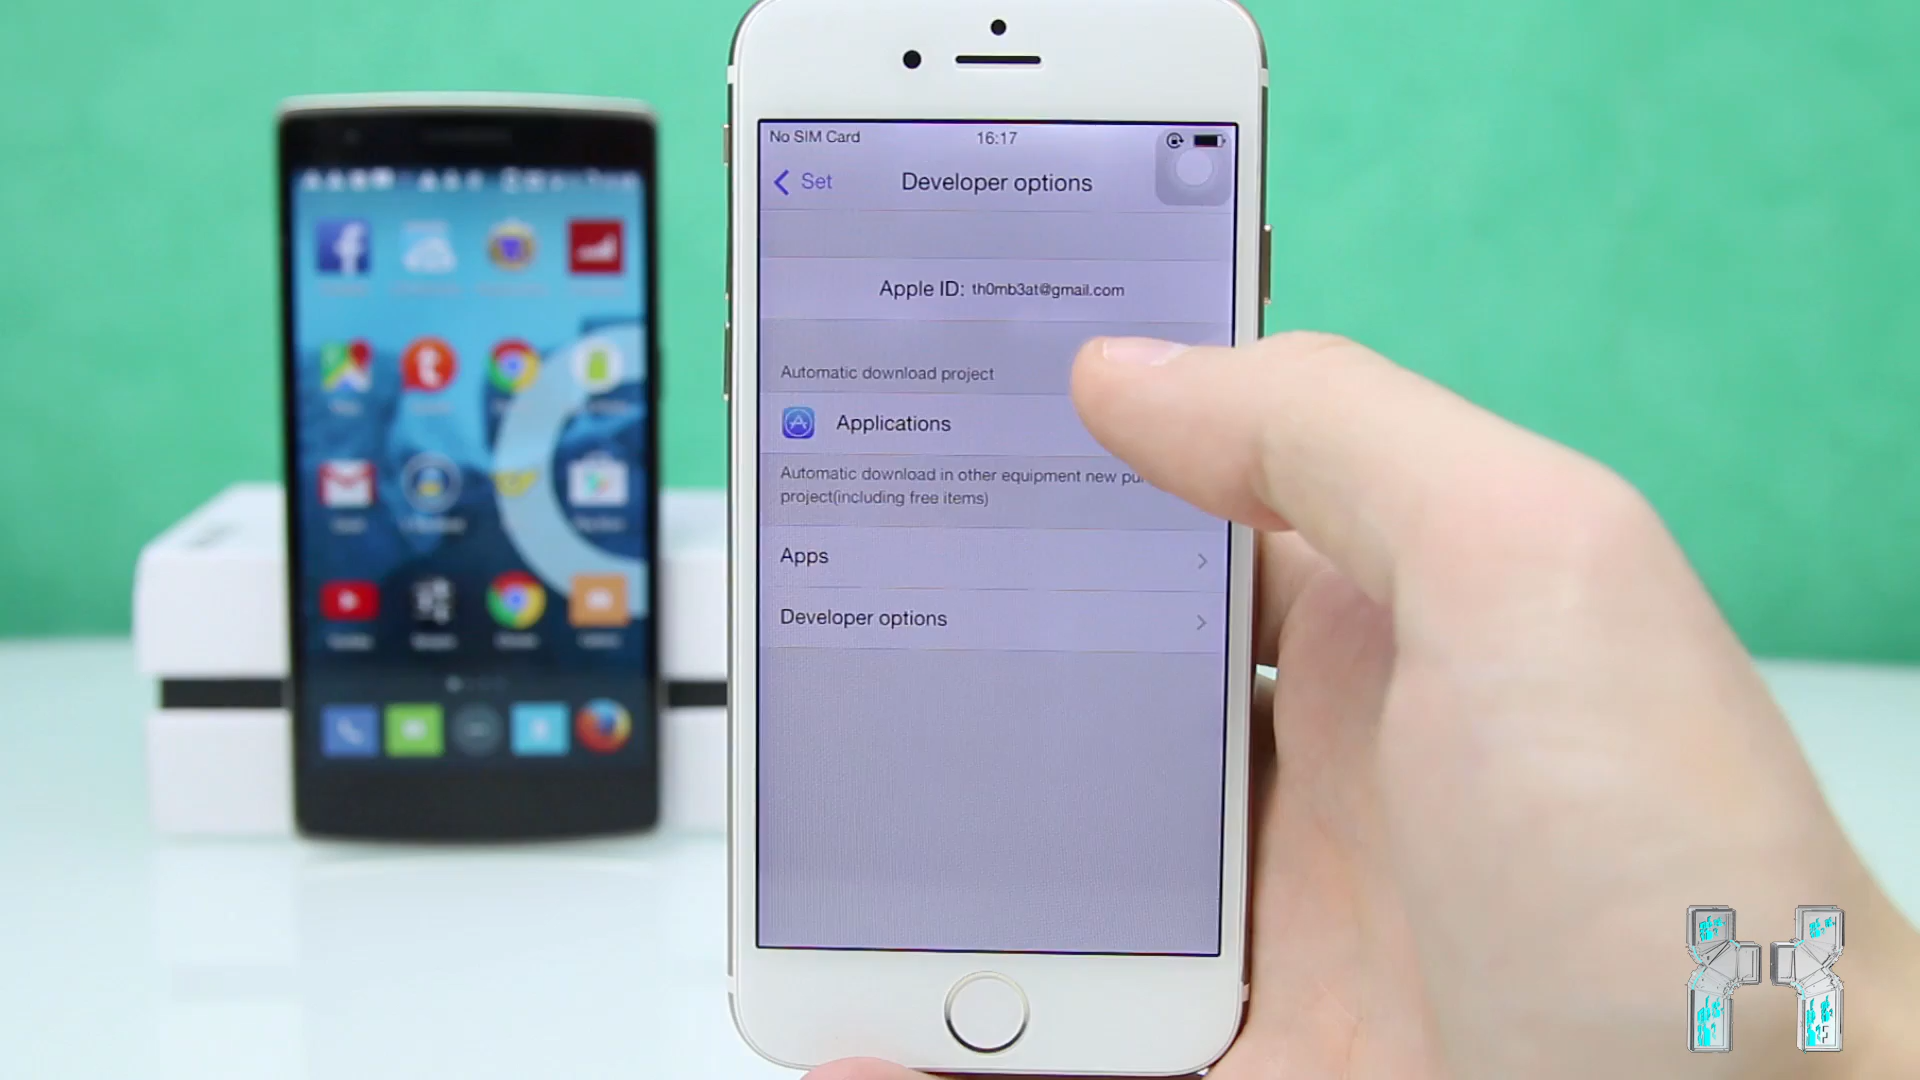 No SIM Card 16:17
Set Developer options
Apple ID: th0mb3at@gmail.com
Automatic download project
Applications
Automatic download in other equipment new
project(including free items)
Apps
Developer options